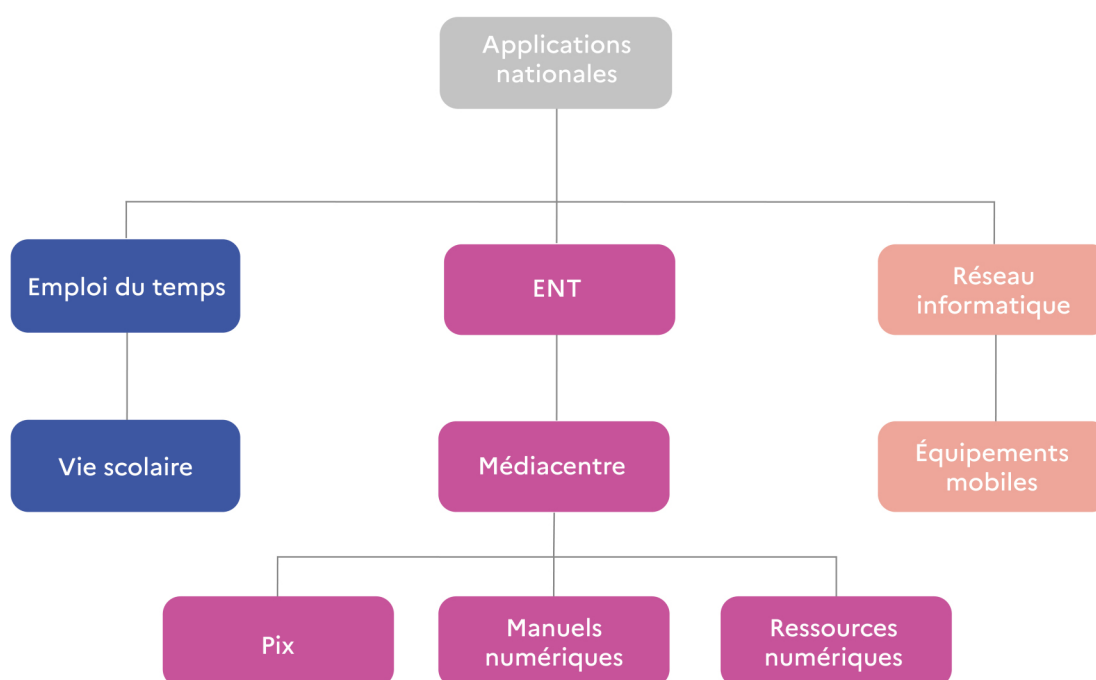 Applications
nationales
Emploi du temps
ENT
Réseau
informatique
Vie scolaire
Médiacentre
Équipements
mobiles
Pix
Manuels
numériques
Ressources
numériques